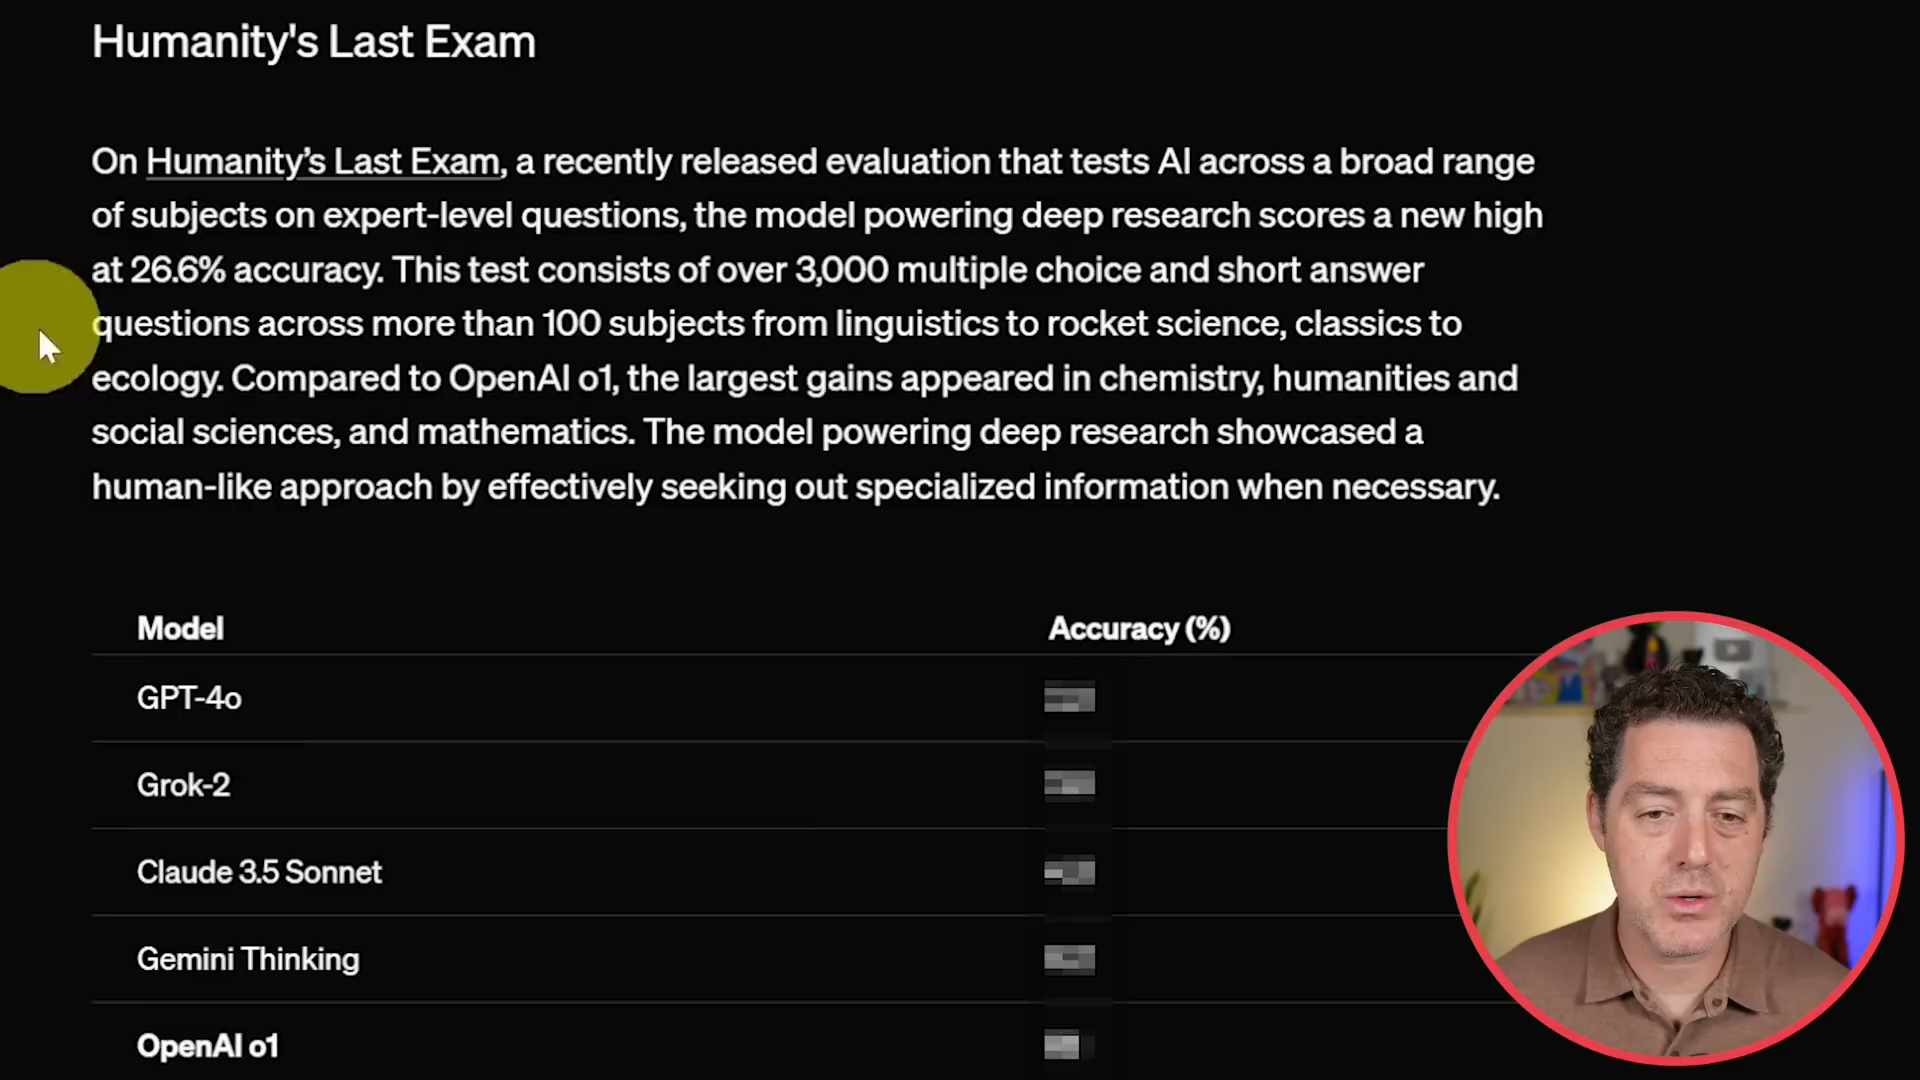 Humanity's Last Exam
On Humanity’s Last Exam, a recently released evaluation that tests AI across a broad range
of subjects on expert-level questions, the model powering deep research scores a new high
at 26.6% accuracy. This test consists of over 3,000 multiple choice and short answer
questions across more than 100 subjects from linguistics to rocket science, classics to
ecology. Compared to OpenAI o1, the largest gains appeared in chemistry, humanities and
social sciences, and mathematics. The model powering deep research showcased a
human-like approach by effectively seeking out specialized information when necessary.
Model Accuracy (%)
GPT-4o
Grok-2
Claude 3.5 Sonnet
Gemini Thinking
OpenAI o1